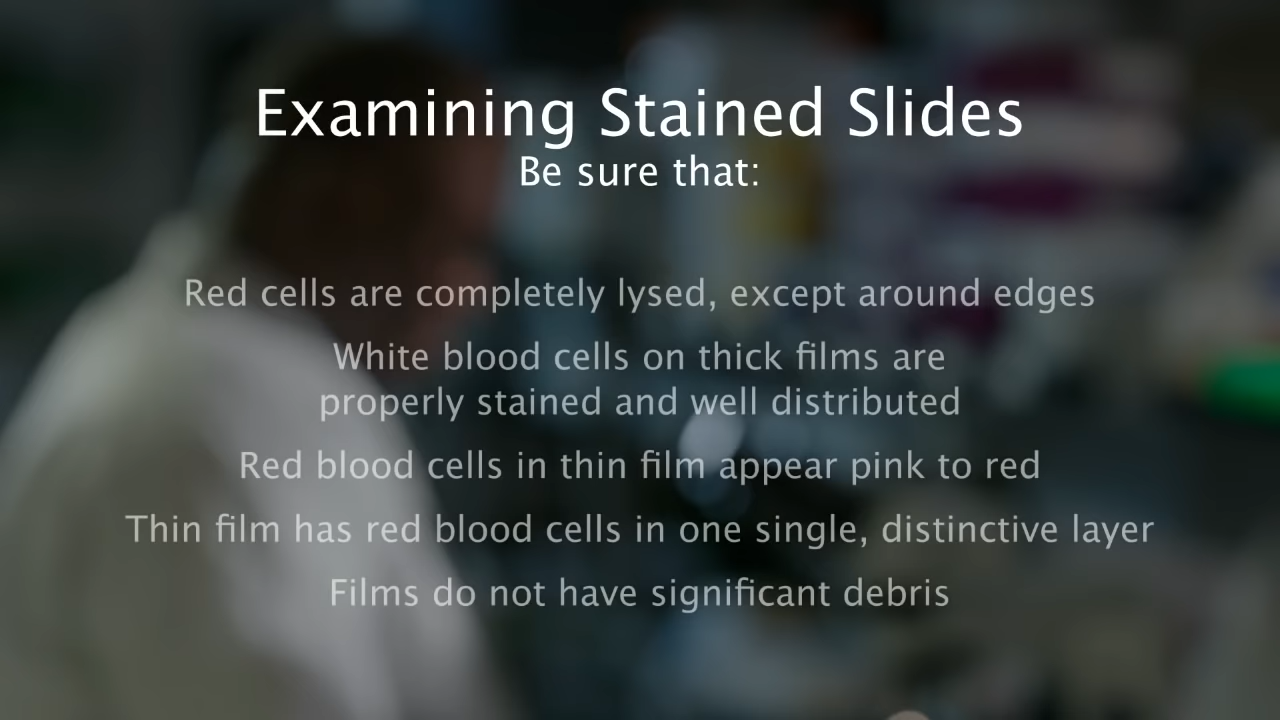 Examining Stained Slides
Be sure that:
Red cells are completely lysed, except around edges
White blood cells on thick films are
properly stained and well distributed
Red blood cells in thin film appear pink to red
Thin film has red blood cells in one single, distinctive layer
Films do not have significant debris